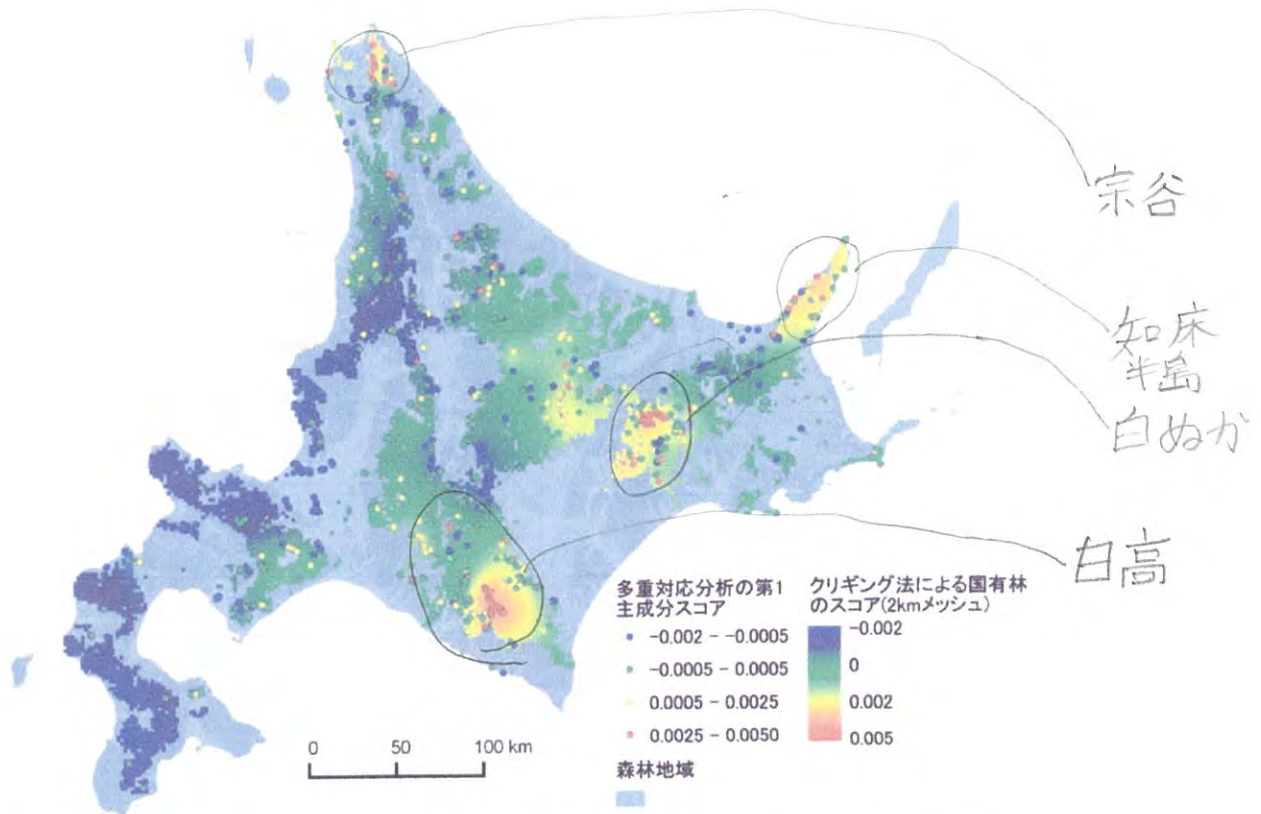 宗谷
知床
半島
白ぬか
日高
多重対応分析の第1
主成分スコア
-0.002 - -0.0005
-0.0005 - 0.0005
0.0005 - 0.0025
0.0025 - 0.0050
森林地域
クリギング法による国有林
のスコア(2kmメッシュ)
-0.002
0
0.002
0.005
0 50 100 km